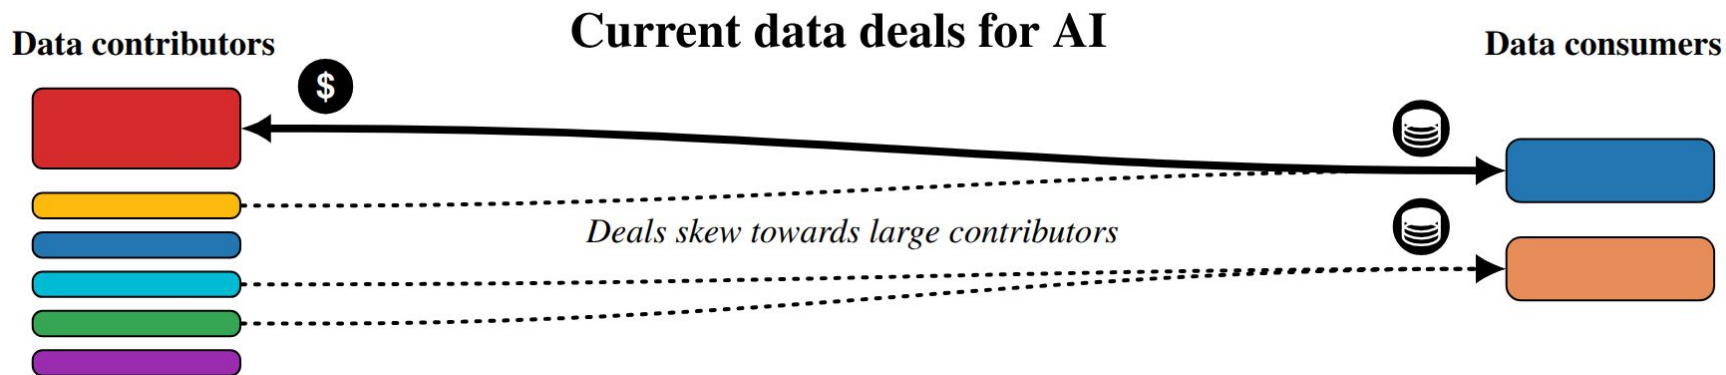 Current data deals for AI
Data contributors
Data consumers
$
Deals skew towards large contributors